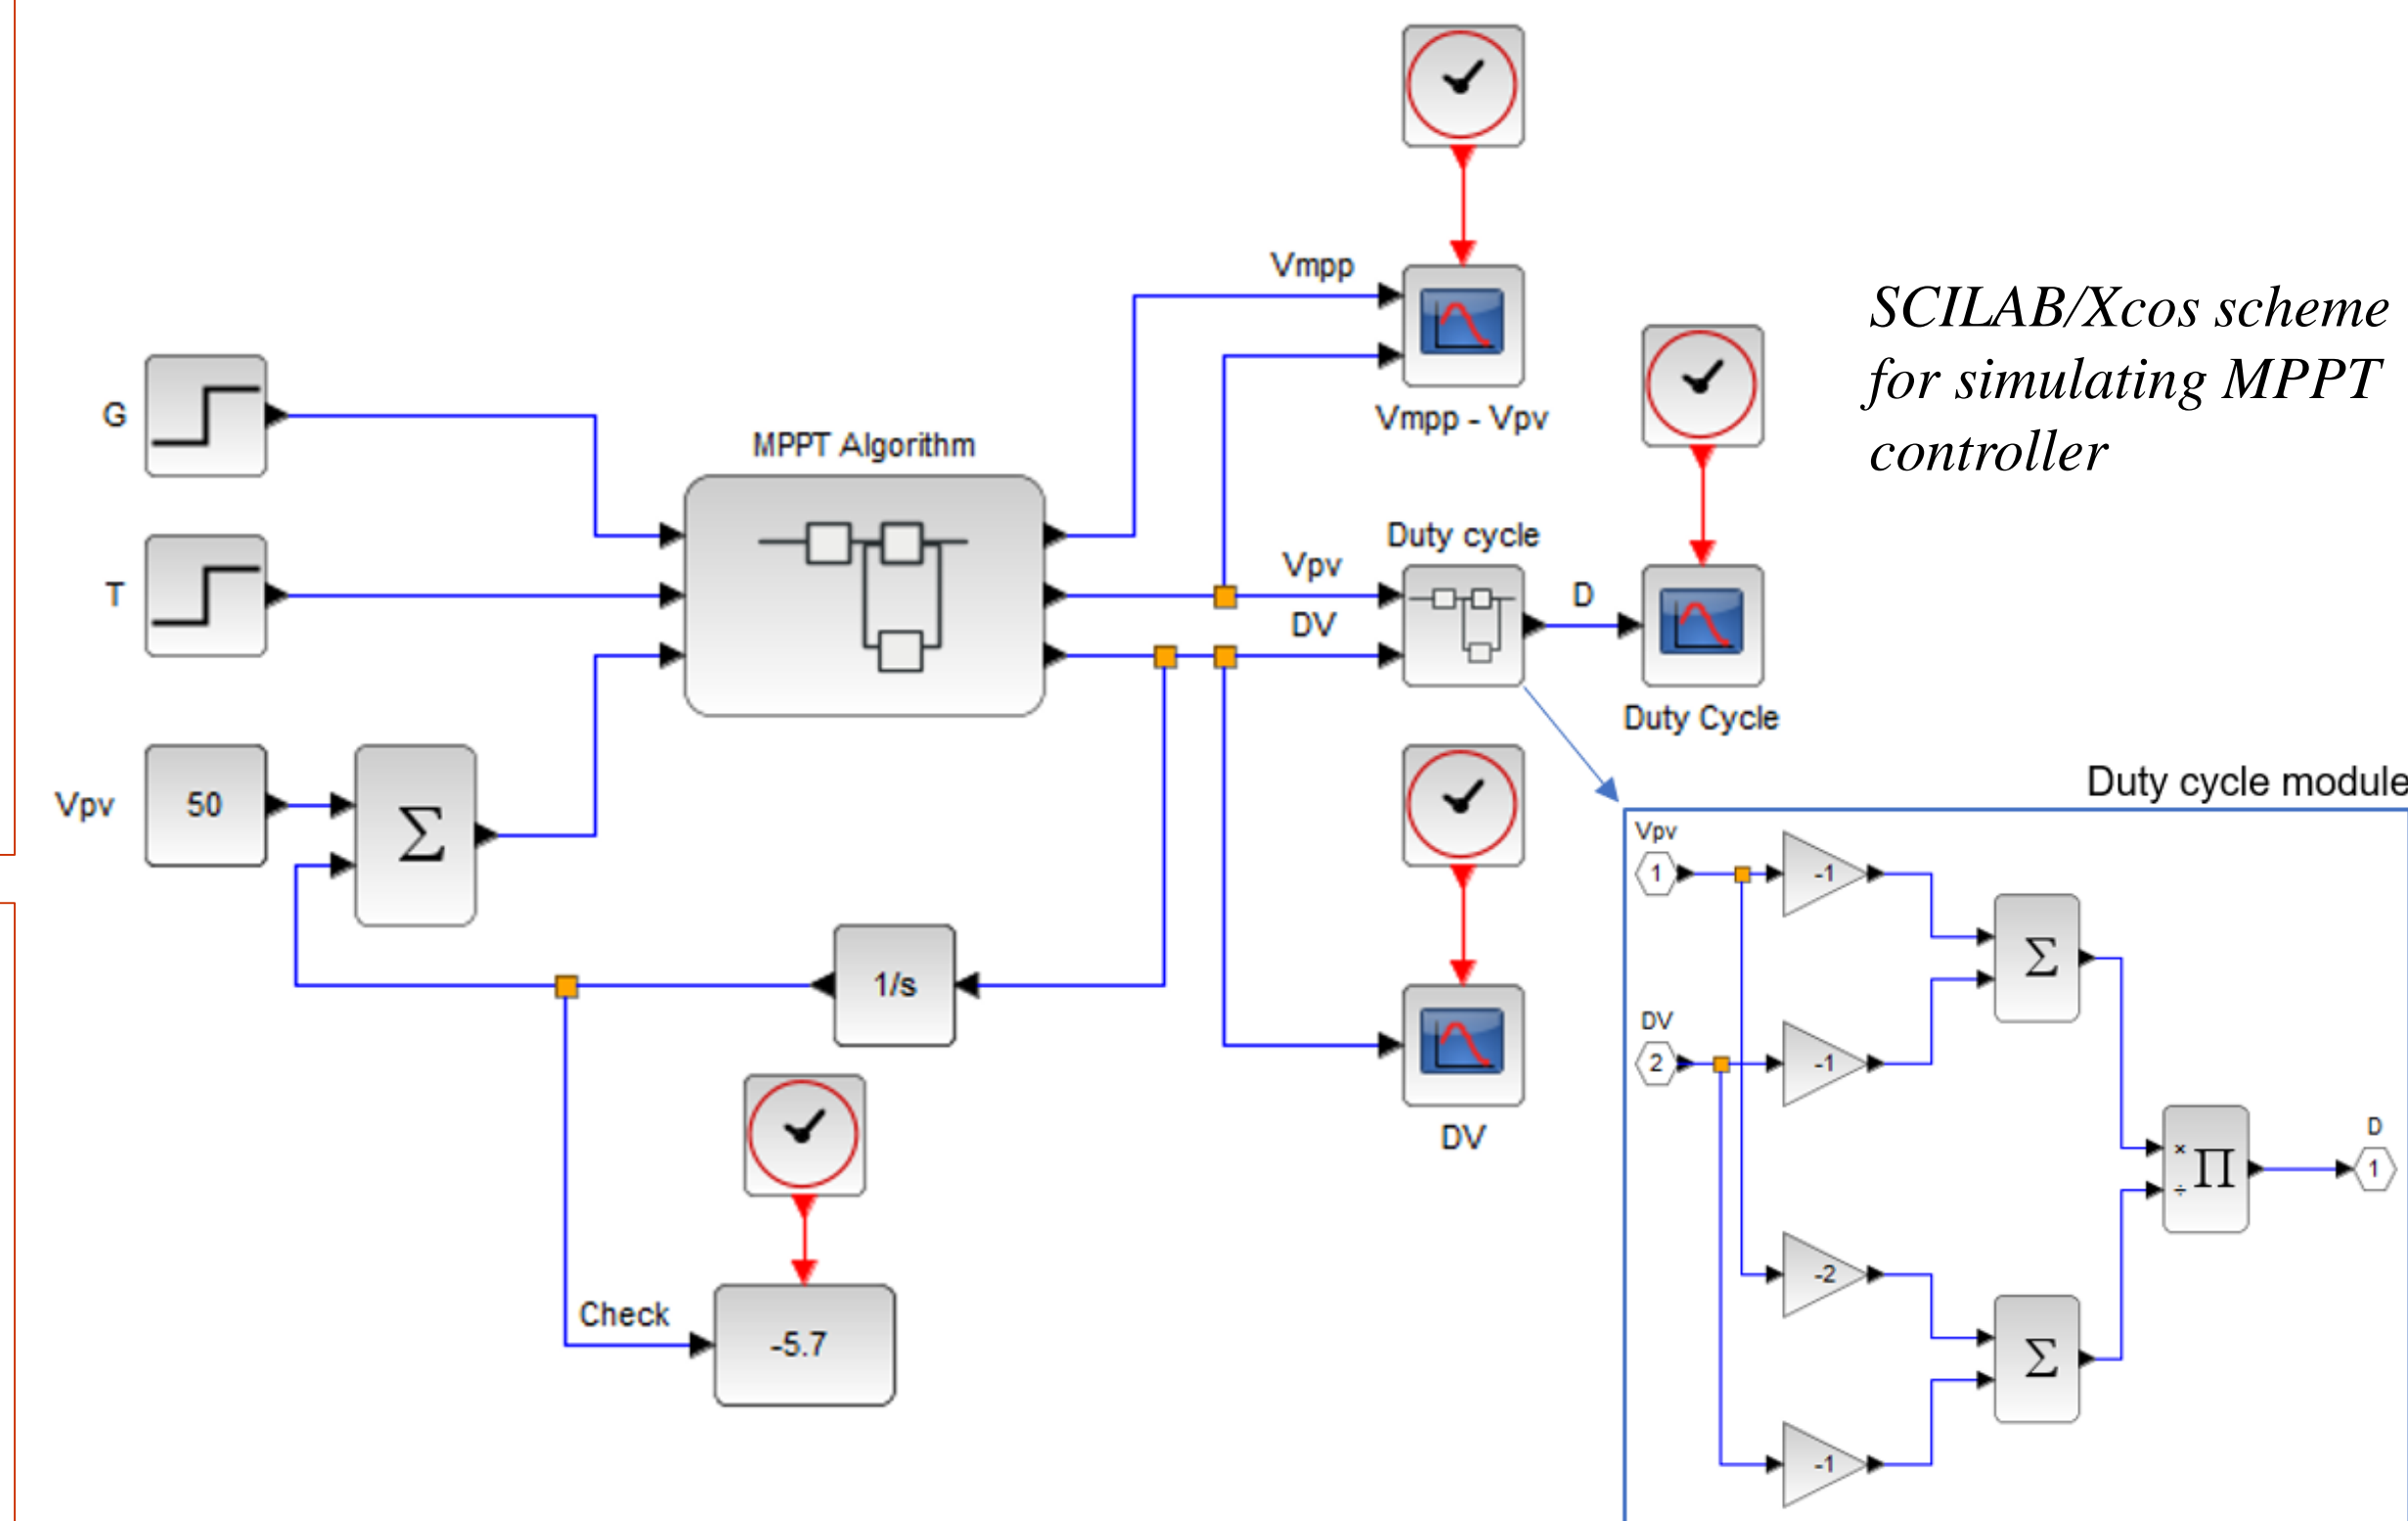 Vmpp
SCILAB/Xcos scheme
for simulating MPPT
controller
Vmpp - Vpv
G
MPPT Algorithm
Duty cycle
Vpv
T
D
DV
Duty Cycle
Duty cycle module
Vpv
50
Σ
Vpv
1
-1
Σ
1/s
DV
2
-1
DV
D
×
÷
Π
1
-2
Check
-5.7
Σ
-1